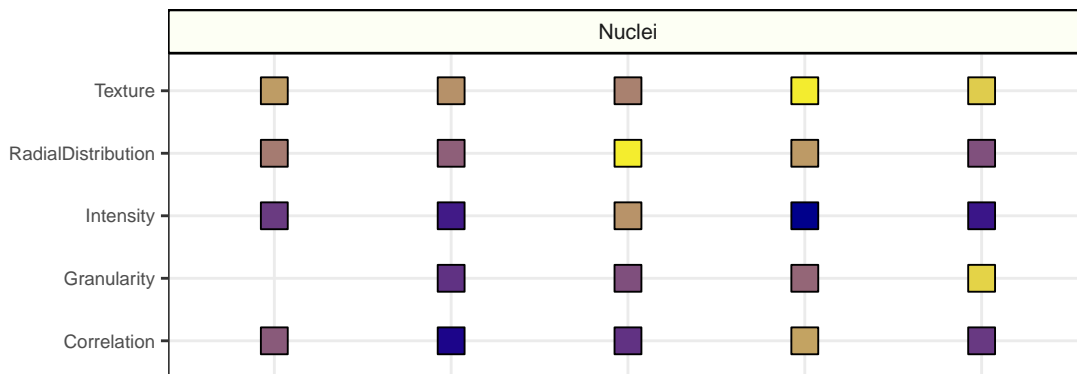 Nuclei
Texture
RadialDistribution
Intensity
Granularity
Correlation